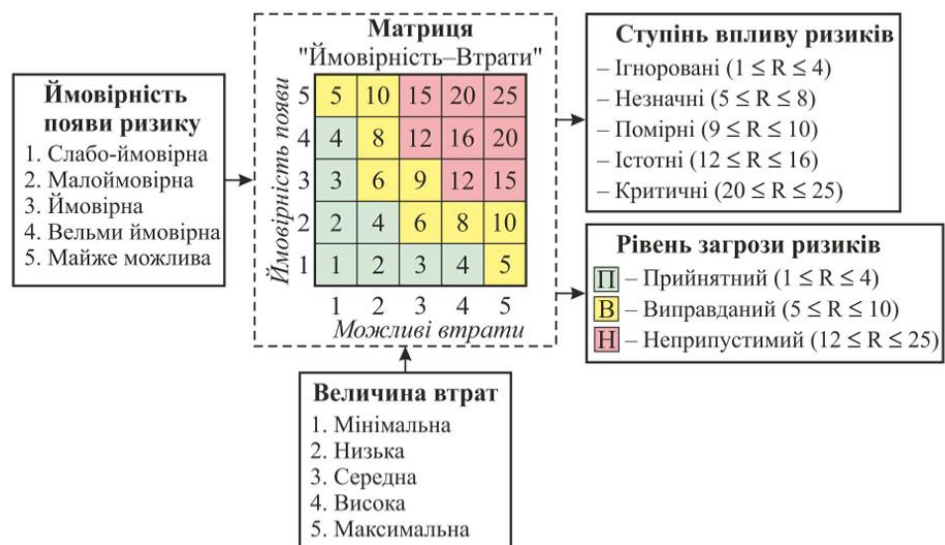 Ймовірність
появи ризику
1. Слабо-ймовірна
2. Малоймовірна
3. Ймовірна
4. Вельми ймовірна
5. Майже можлива
Матриця
"Ймовірність–Втрати"
Ймовірність появи
5 5 10 15 20 25
4 4 8 12 16 20
3 3 6 9 12 15
2 2 4 6 8 10
1 1 2 3 4 5
1 2 3 4 5
Можливі втрати
Величина втрат
1. Мінімальна
2. Низька
3. Середна
4. Висока
5. Максимальна
Ступінь впливу ризиків
– Ігноровані (1 ≤ R ≤ 4)
– Незначні (5 ≤ R ≤ 8)
– Помірні (9 ≤ R ≤ 10)
– Істотні (12 ≤ R ≤ 16)
– Критичні (20 ≤ R ≤ 25)
Рівень загрози ризиків
П – Прийнятний (1 ≤ R ≤ 4)
В – Виправданий (5 ≤ R ≤ 10)
Н – Неприпустимий (12 ≤ R ≤ 25)